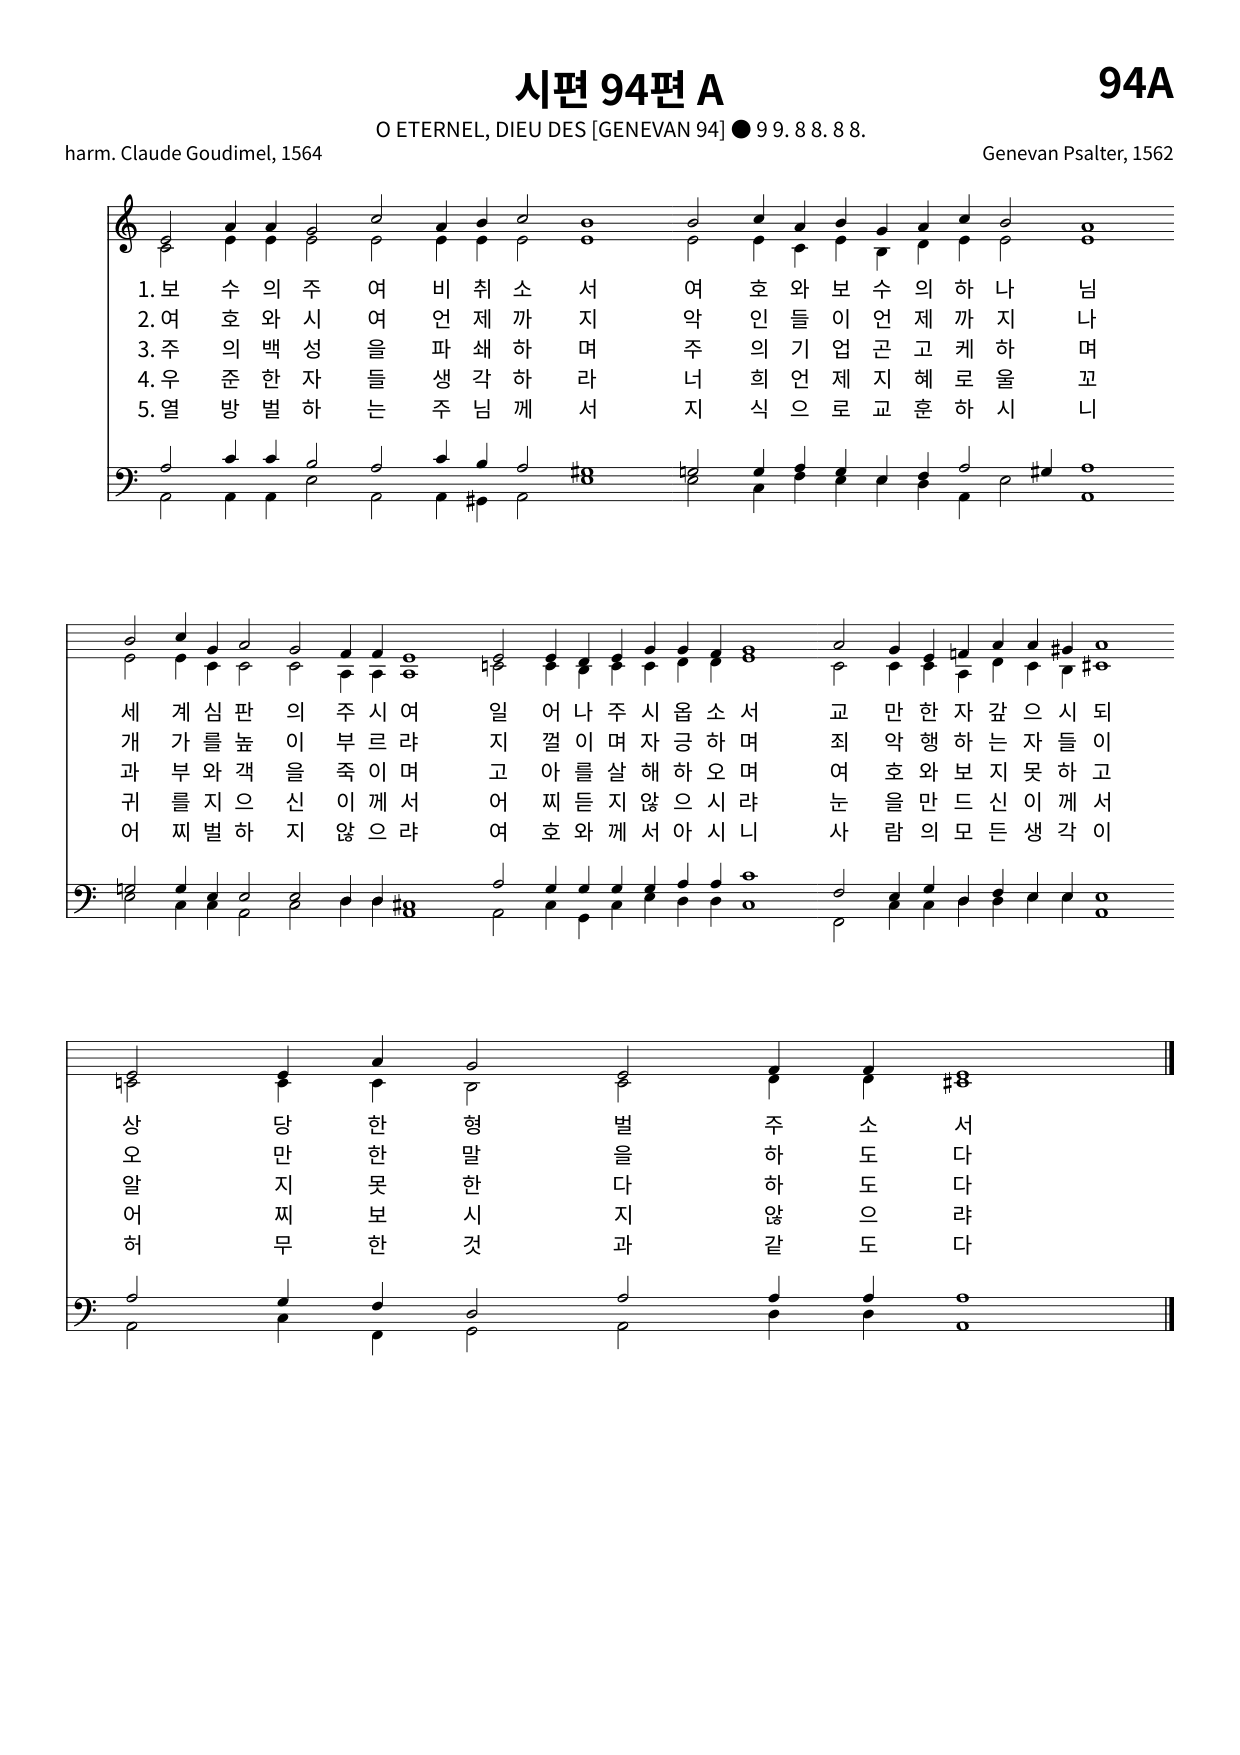 시편 94편 A
94A
O ETERNEL, DIEU DES [GENEVAN 94] ● 9 9. 8 8. 8 8.
harm. Claude Goudimel, 1564
Genevan Psalter, 1562
1. 보 수 의 주 여 비 취 소 서 여 호 와 보 수 의 하 나 님
2. 여 호 와 시 여 언 제 까 지 악 인 들 이 언 제 까 지 나
3. 주 의 백 성 을 파 쇄 하 며 주 의 기 업 곤 고 케 하 며
4. 우 준 한 자 들 생 각 하 라 너 희 언 제 지 혜 로 울 꼬
5. 열 방 벌 하 는 주 님 께 서 지 식 으 로 교 훈 하 시 니
세 계 심 판 의 주 시 여 일 어 나 주 시 옵 소 서 교 만 한 자 갚 으 시 되
개 가 를 높 이 부 르 랴 지 껄 이 며 자 긍 하 며 죄 악 행 하 는 자 들 이
과 부 와 객 을 죽 이 며 고 아 를 살 해 하 오 며 여 호 와 보 지 못 하 고
귀 를 지 으 신 이 께 서 어 찌 듣 지 않 으 시 랴 눈 을 만 드 신 이 께 서
어 찌 벌 하 지 않 으 랴 여 호 와 께 서 아 시 니 사 람 의 모 든 생 각 이
상 당 한 형 벌 주 소 서
오 만 한 말 을 하 도 다
알 지 못 한 다 하 도 다
어 찌 보 시 지 않 으 랴
허 무 한 것 과 같 도 다